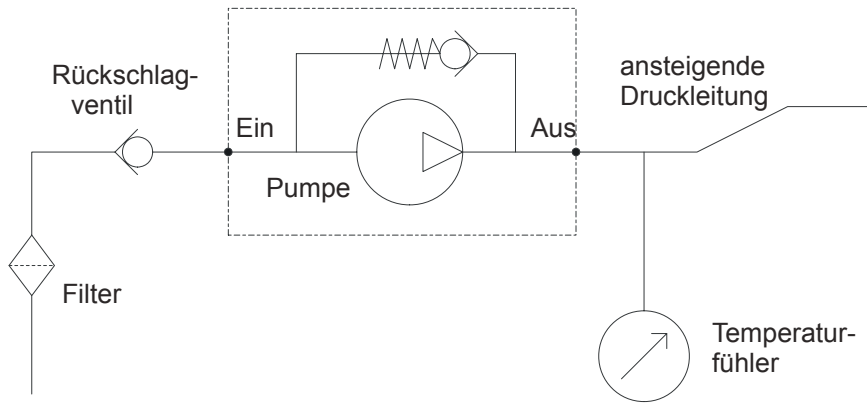 Rückschlag-
ventil
Ein
Aus
Pumpe
ansteigende
Druckleitung
Filter
Temperatur-
fühler